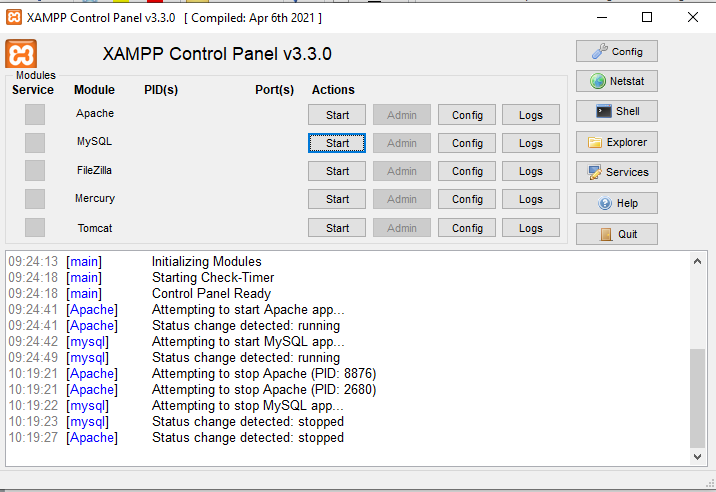 XAMPP Control Panel v3.3.0 [ Compiled: Apr 6th 2021 ]
XAMPP Control Panel v3.3.0
Config
Modules
Service Module PID(s) Port(s) Actions
Netstat
Apache Start Admin Config Logs
Shell
MySQL Start Admin Config Logs
Explorer
FileZilla Start Admin Config Logs
Services
Mercury Start Admin Config Logs
Help
Tomcat Start Admin Config Logs
Quit
09:24:13 [main] Initializing Modules
09:24:18 [main] Starting Check-Timer
09:24:18 [main] Control Panel Ready
09:24:41 [Apache] Attempting to start Apache app...
09:24:41 [Apache] Status change detected: running
09:24:42 [mysql] Attempting to start MySQL app...
09:24:49 [mysql] Status change detected: running
10:19:21 [Apache] Attempting to stop Apache (PID: 8876)
10:19:21 [Apache] Attempting to stop Apache (PID: 2680)
10:19:22 [mysql] Attempting to stop MySQL app...
10:19:23 [mysql] Status change detected: stopped
10:19:27 [Apache] Status change detected: stopped